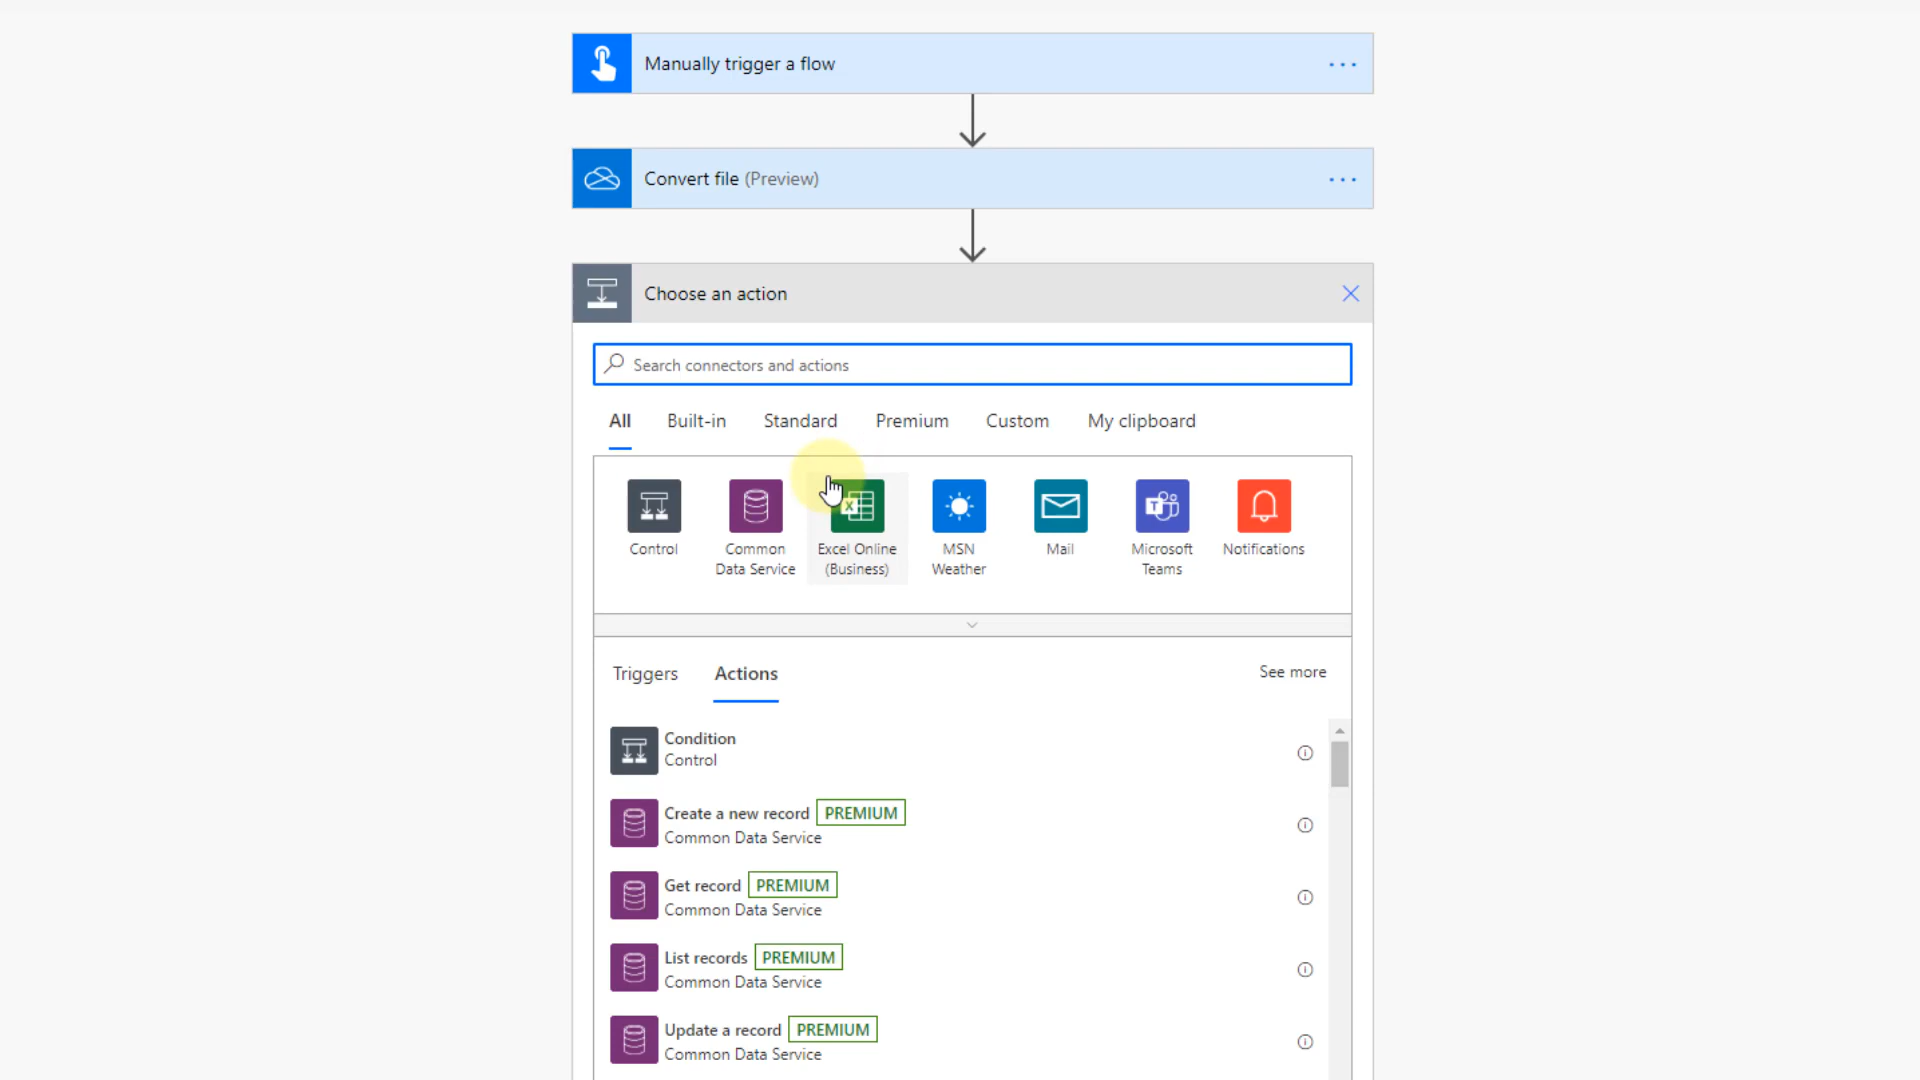 Manually trigger a flow
Convert file (Preview)
Choose an action
Search connectors and actions
All Built-in Standard Premium Custom My clipboard
Control
Common
Data Service
Excel Online
(Business)
MSN
Weather
Mail
Microsoft
Teams
Notifications
Triggers Actions See more
Condition
Control
Create a new record PREMIUM
Common Data Service
Get record PREMIUM
Common Data Service
List records PREMIUM
Common Data Service
Update a record PREMIUM
Common Data Service